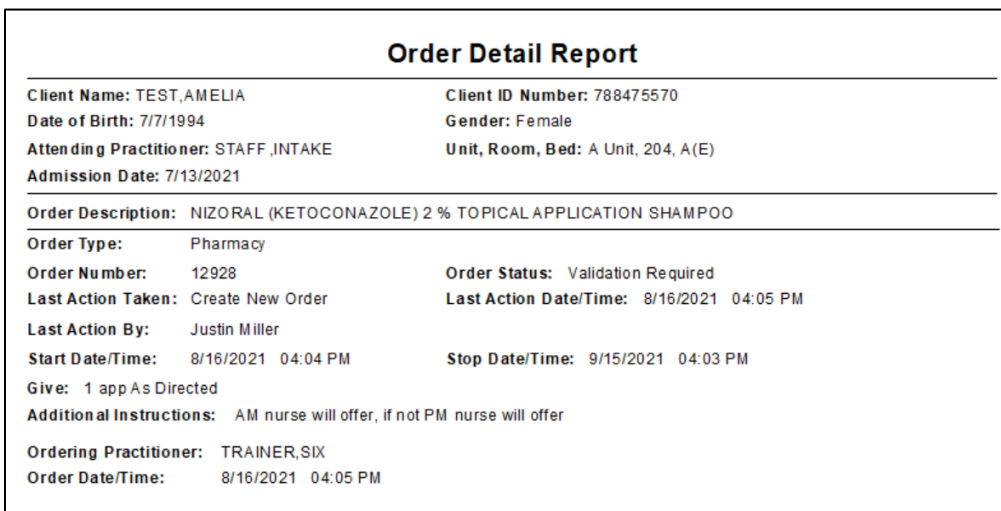 Order Detail Report
Client Name: TEST,AMELIA Client ID Number: 788475570
Date of Birth: 7/7/1994 Gender: Female
Attending Practitioner: STAFF,INTAKE Unit, Room, Bed: A Unit, 204, A(E)
Admission Date: 7/13/2021
Order Description: NIZORAL (KETOCONAZOLE) 2 % TOPICAL APPLICATION SHAMPOO
Order Type: Pharmacy
Order Number: 12928 Order Status: Validation Required
Last Action Taken: Create New Order Last Action Date/Time: 8/16/2021 04:05 PM
Last Action By: Justin Miller
Start Date/Time: 8/16/2021 04:04 PM Stop Date/Time: 9/15/2021 04:03 PM
Give: 1 app As Directed
Additional Instructions: AM nurse will offer, if not PM nurse will offer
Ordering Practitioner: TRAINER,SIX
Order Date/Time: 8/16/2021 04:05 PM